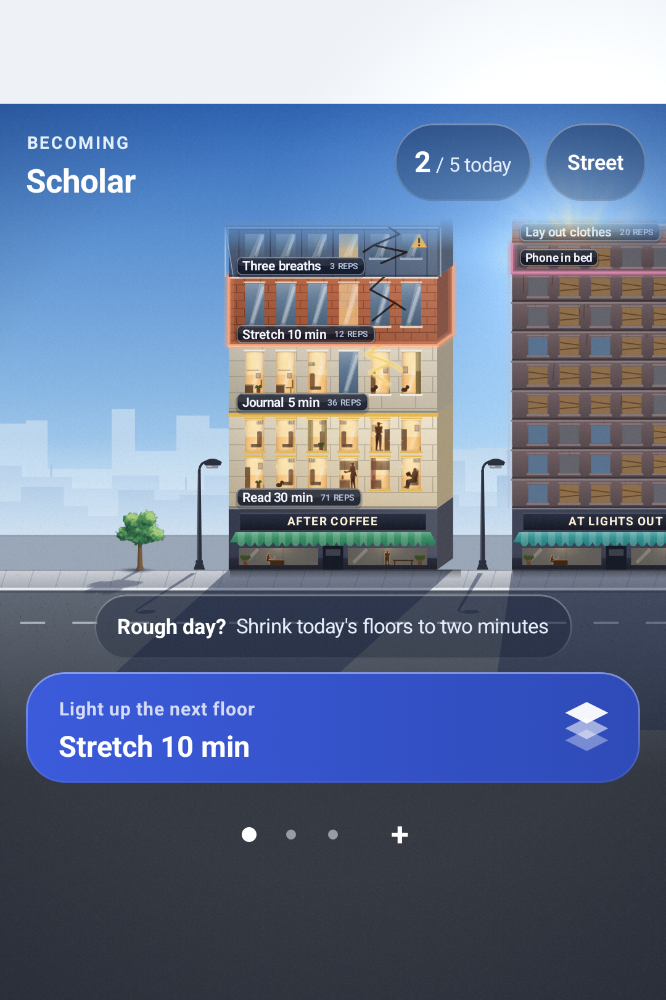 BECOMING
Scholar
2 / 5 today
Street
Three breaths 3 REPS
Stretch 10 min 12 REPS
Journal 5 min 36 REPS
Read 30 min 71 REPS
AFTER COFFEE
Lay out clothes 20 REPS
Phone in bed
AT LIGHTS OUT
Rough day? Shrink today's floors to two minutes
Light up the next floor
Stretch 10 min